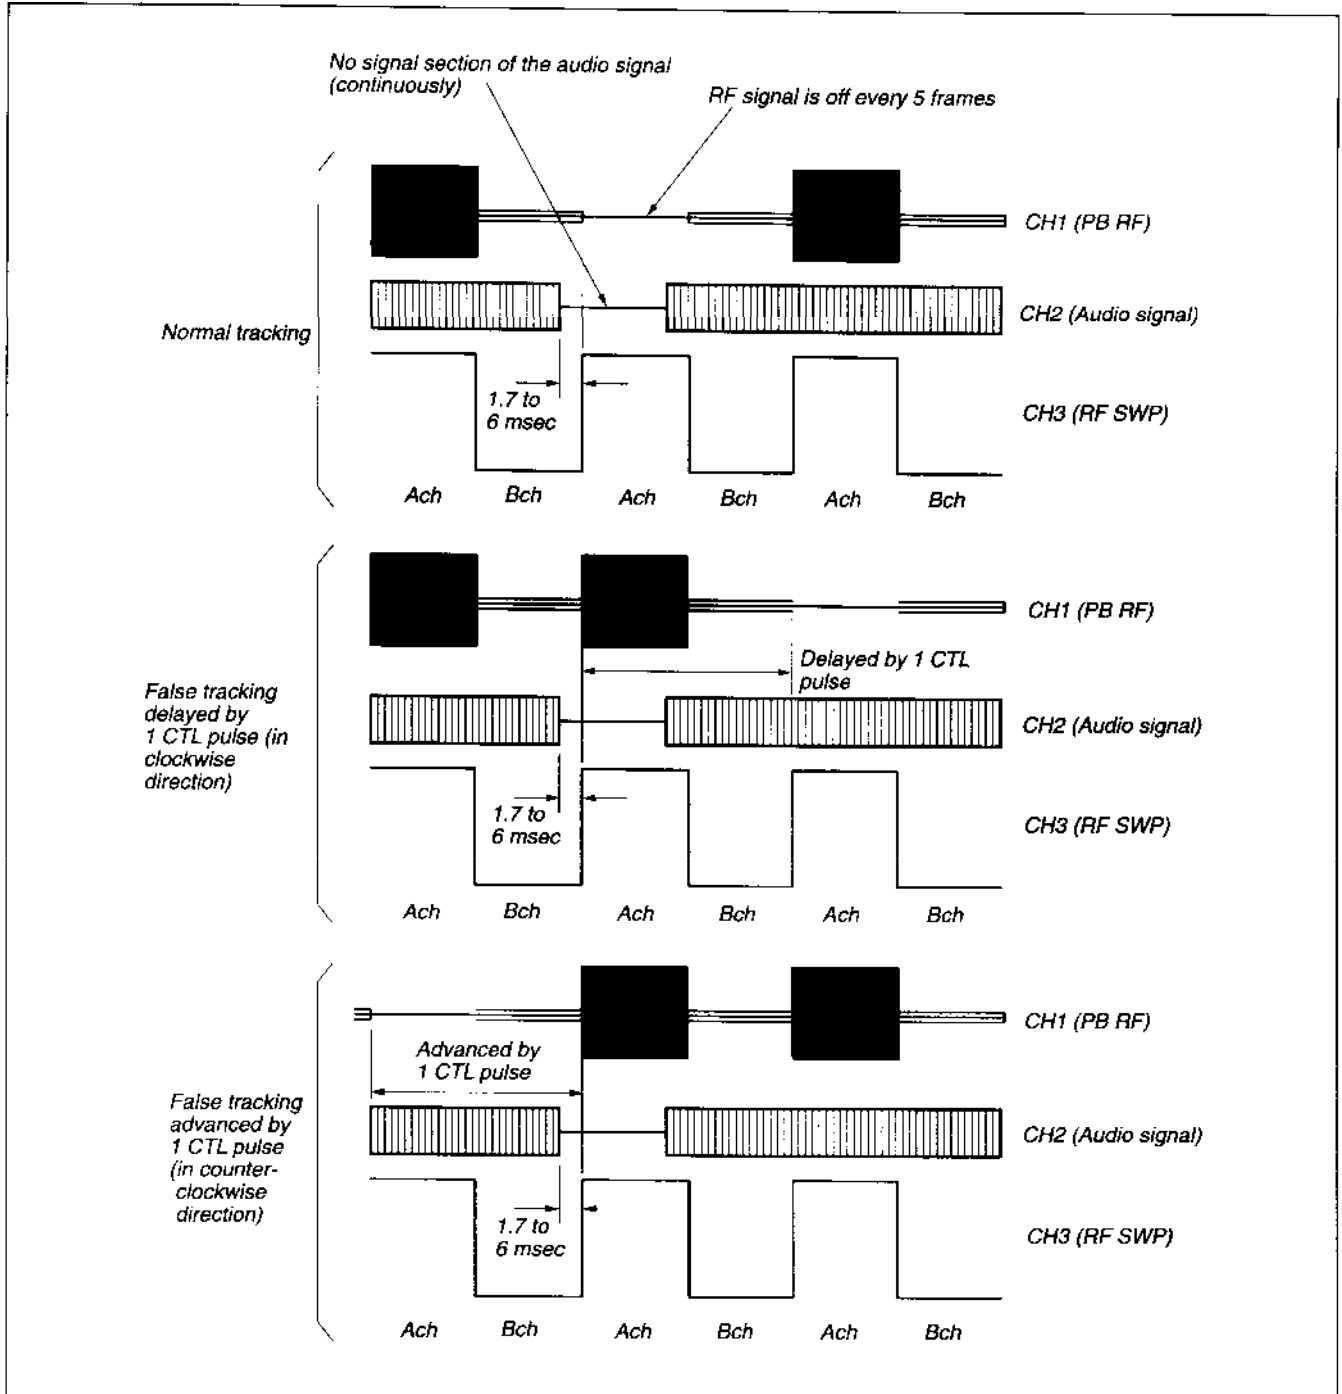 No signal section of the audio signal
(continuously)
RF signal is off every 5 frames
CH1 (PB RF)
CH2 (Audio signal)
Normal tracking
1.7 to
6 msec
CH3 (RF SWP)
Ach Bch Ach Bch Ach Bch
CH1 (PB RF)
Delayed by 1 CTL
pulse
False tracking
delayed by
1 CTL pulse (in
clockwise
direction)
CH2 (Audio signal)
1.7 to
6 msec
CH3 (RF SWP)
Ach Bch Ach Bch Ach Bch
CH1 (PB RF)
Advanced by
1 CTL pulse
False tracking
advanced by
1 CTL pulse
(in counter-
clockwise
direction)
CH2 (Audio signal)
1.7 to
6 msec
CH3 (RF SWP)
Ach Bch Ach Bch Ach Bch